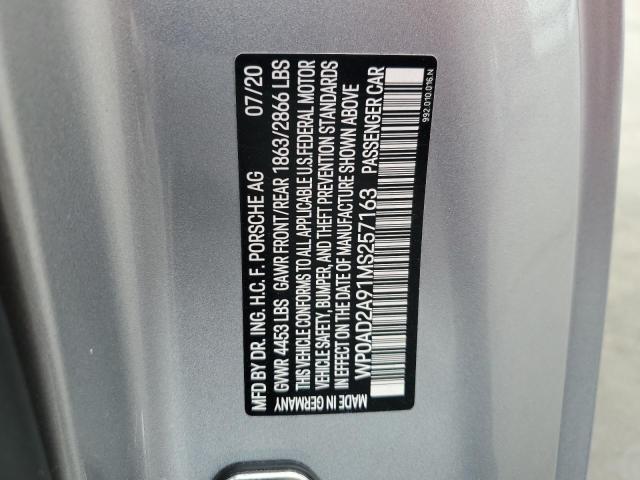 MFD BY DR. ING. H.C. F. PORSCHE AG 07/20
GVWR 4453 LBS GAWR FRONT/REAR 1863/2866 LBS
THIS VEHICLE CONFORMS TO ALL APPLICABLE U.S. FEDERAL MOTOR
VEHICLE SAFETY, BUMPER, AND THEFT PREVENTION STANDARDS
IN EFFECT ON THE DATE OF MANUFACTURE SHOWN ABOVE
WP0AD2A91MS257163 PASSENGER CAR
MADE IN GERMANY
992.010.016.N